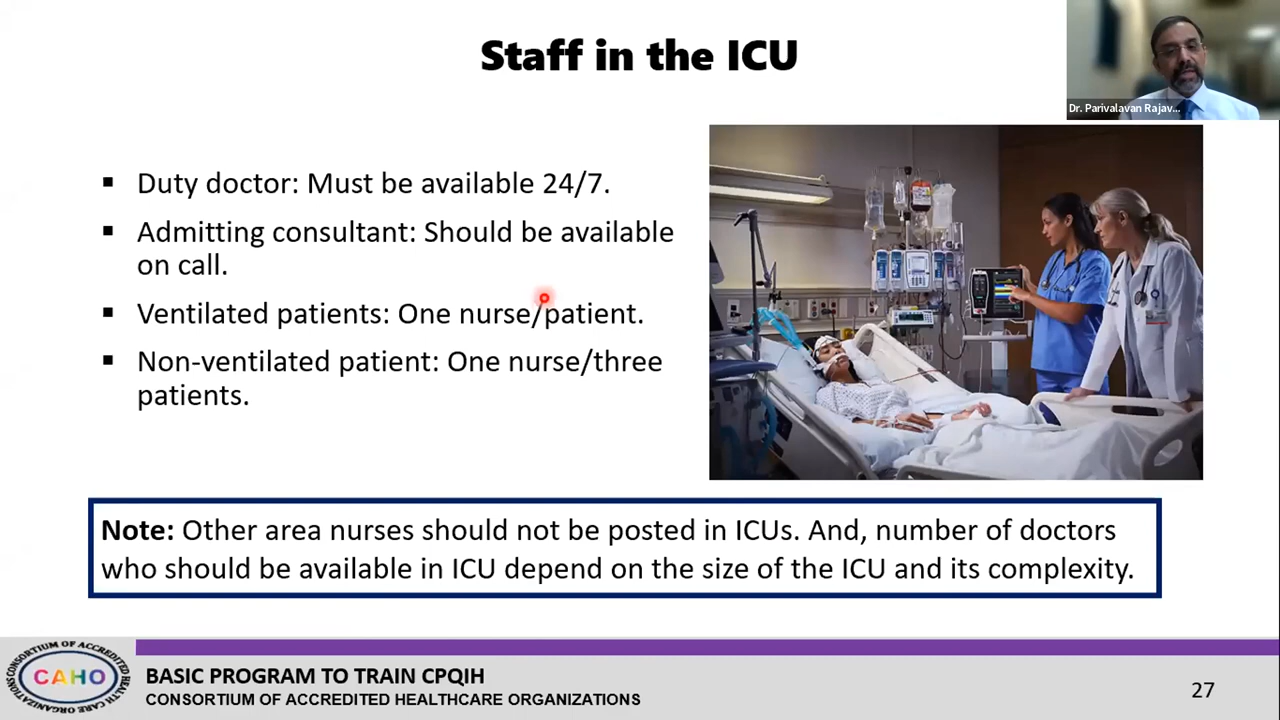 Staff in the ICU
Dr. Parivalavan Rajav...
▪ Duty doctor: Must be available 24/7.
▪ Admitting consultant: Should be available
on call.
▪ Ventilated patients: One nurse/patient.
▪ Non-ventilated patient: One nurse/three
patients.
Note: Other area nurses should not be posted in ICUs. And, number of doctors
who should be available in ICU depend on the size of the ICU and its complexity.
CONSORTIUM OF ACCREDITED HEALTH CARE ORGANIZATIONS
CAHO
BASIC PROGRAM TO TRAIN CPQIH
CONSORTIUM OF ACCREDITED HEALTHCARE ORGANIZATIONS
27